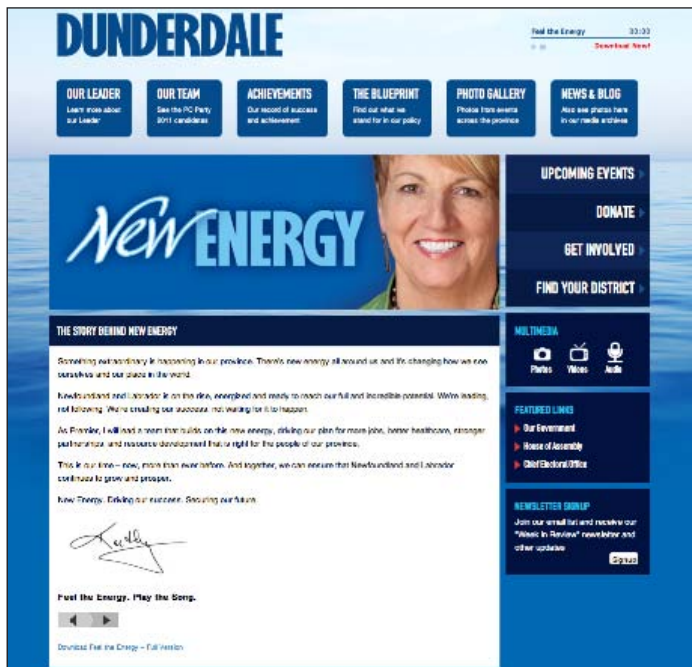 DUNDERDALE
Feel the Energy 00:00
Download Now!
OUR LEADER
Learn more about
our Leader
OUR TEAM
See the PC Party
2011 candidates
ACHIEVEMENTS
Our record of success
and achievement
THE BLUEPRINT
Find out what we
stand for in our policy
PHOTO GALLERY
Photos from events
across the province
NEWS & BLOG
Also see photos here
in our media archives
New ENERGY
UPCOMING EVENTS
DONATE
GET INVOLVED
FIND YOUR DISTRICT
THE STORY BEHIND NEW ENERGY
Something extraordinary is happening in our province. There's new energy all around us and it's changing how we see
ourselves and our place in the world.
Newfoundland and Labrador is on the rise, energized and ready to reach our full and incredible potential. We're leading,
not following. We're creating our success, not waiting for it to happen.
As Premier, I will lead a team that builds on this new energy, driving our plan for more jobs, better healthcare, stronger
partnerships, and resource development that is right for the people of our province.
This is our time – now, more than ever before. And together, we can ensure that Newfoundland and Labrador
continues to grow and prosper.
New Energy. Driving our success. Securing our future.
Kathy
Feel the Energy. Play the Song.
Download Feel the Energy – Full Version
MULTIMEDIA
Photos Videos Audio
FEATURED LINKS
Our Government
House of Assembly
Chief Electoral Office
NEWSLETTER SIGNUP
Join our email list and receive our
"Week in Review" newsletter and
other updates
Signup